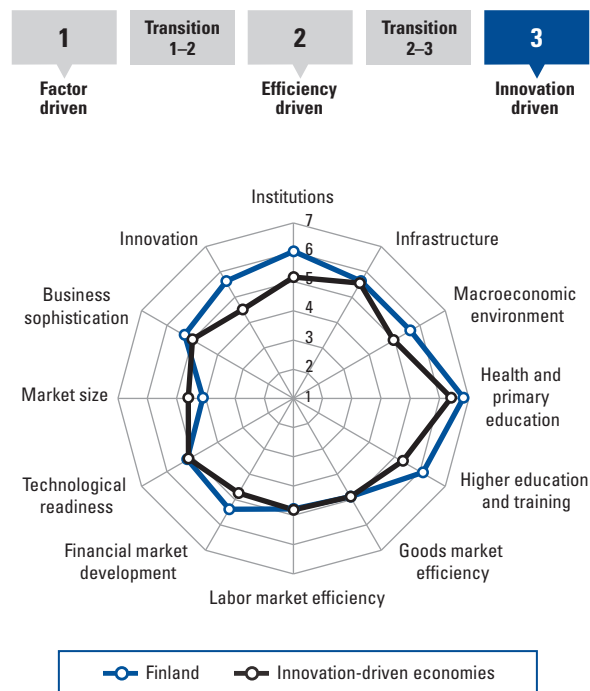 1
Transition
1–2
2
Transition
2–3
3
Factor
driven
Efficiency
driven
Innovation
driven
Institutions
7
Innovation
Infrastructure
6
5
Business
sophistication
Macroeconomic
environment
4
3
2
Market size
1
Health and
primary
education
Technological
readiness
Higher education
and training
Financial market
development
Goods market
efficiency
Labor market efficiency
Finland
Innovation-driven economies